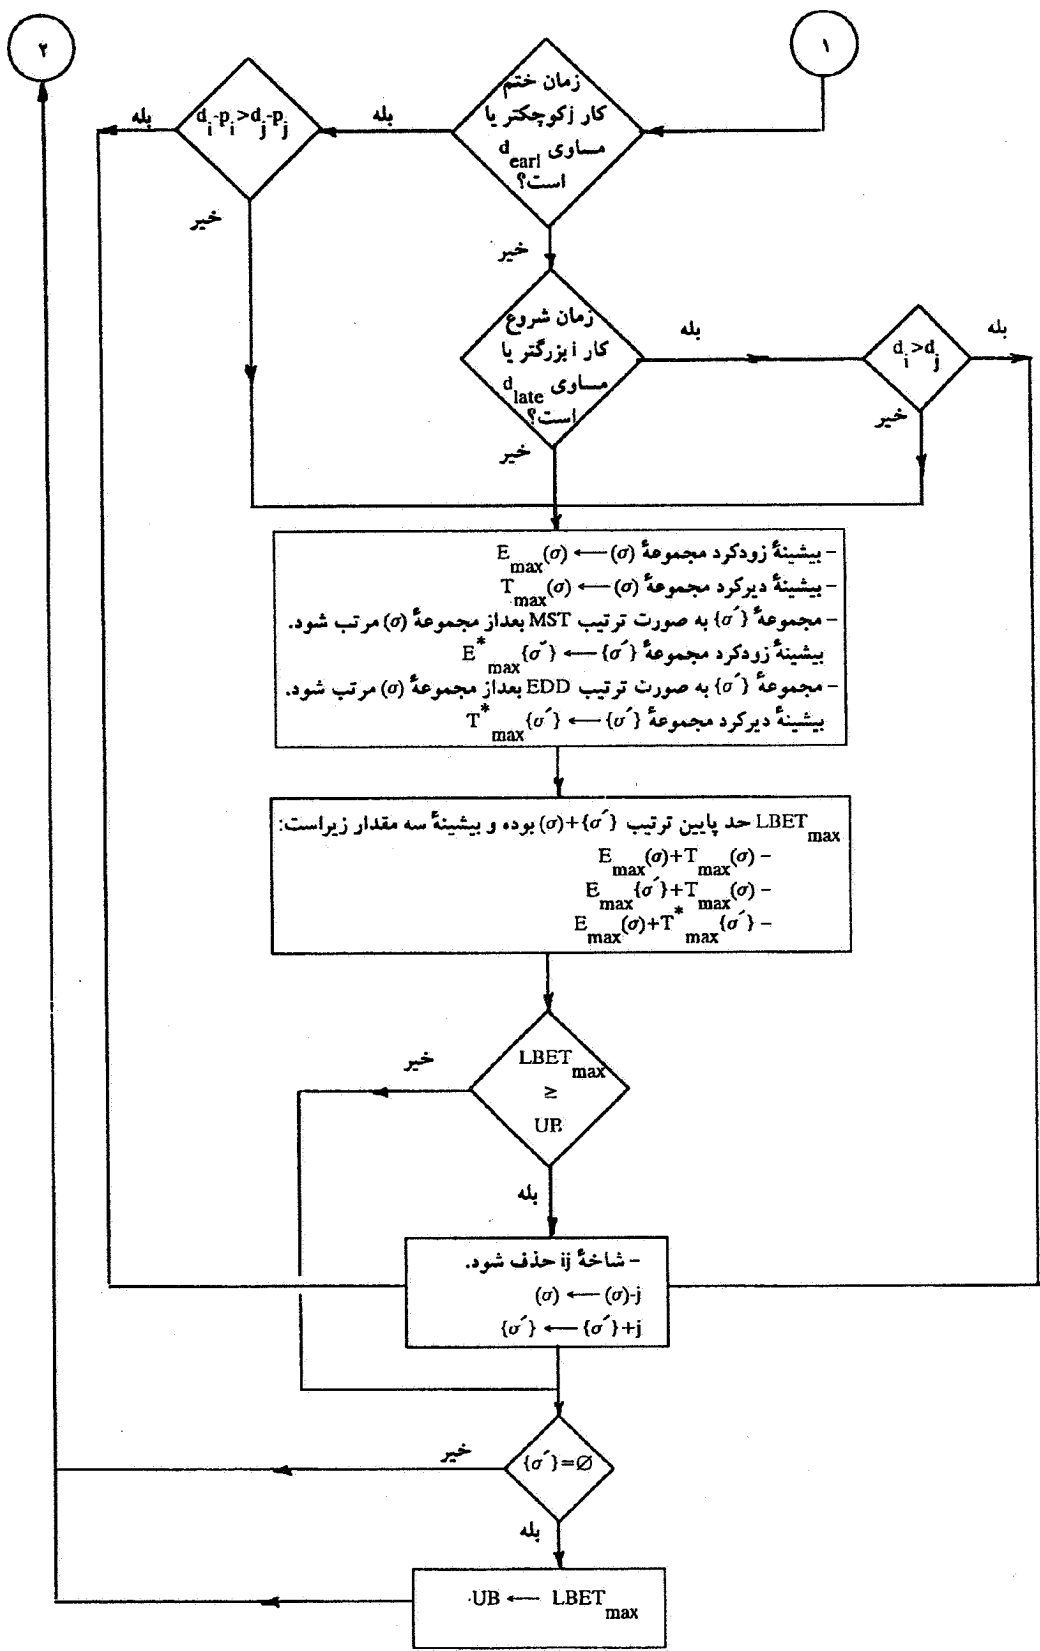 ۲
۱
زمان ختم
کار j کوچکتر یا
مساوی d_earl
است؟
بله
d_i-p_i>d_j-p_j
بله
خیر
خیر
زمان شروع
کار i بزرگتر یا
مساوی d_late
است؟
بله
d_i>d_j
بله
خیر
خیر
- بیشینهٔ زودکرد مجموعهٔ (σ) ⟵ E_max(σ)
- بیشینهٔ دیرکرد مجموعهٔ (σ) ⟵ T_max(σ)
- مجموعهٔ {σ´} به صورت ترتیب MST بعداز مجموعهٔ (σ) مرتب شود.
بیشینهٔ زودکرد مجموعهٔ {σ´} ⟵ E*_max{σ´}
- مجموعهٔ {σ´} به صورت ترتیب EDD بعداز مجموعهٔ (σ) مرتب شود.
بیشینهٔ دیرکرد مجموعهٔ {σ´} ⟵ T*_max{σ´}
LBET_max حد پایین ترتیب (σ)+{σ´} بوده و بیشینهٔ سه مقدار زیراست:
- E_max(σ)+T_max(σ)
- E_max{σ´}+T_max(σ)
- E_max(σ)+T*_max{σ´}
LBET_max
≥
UB
خیر
بله
- شاخهٔ ij حذف شود.
(σ) ⟵ (σ)-j
{σ´} ⟵ {σ´}+j
{σ´}=∅
خیر
بله
UB ⟵ LBET_max